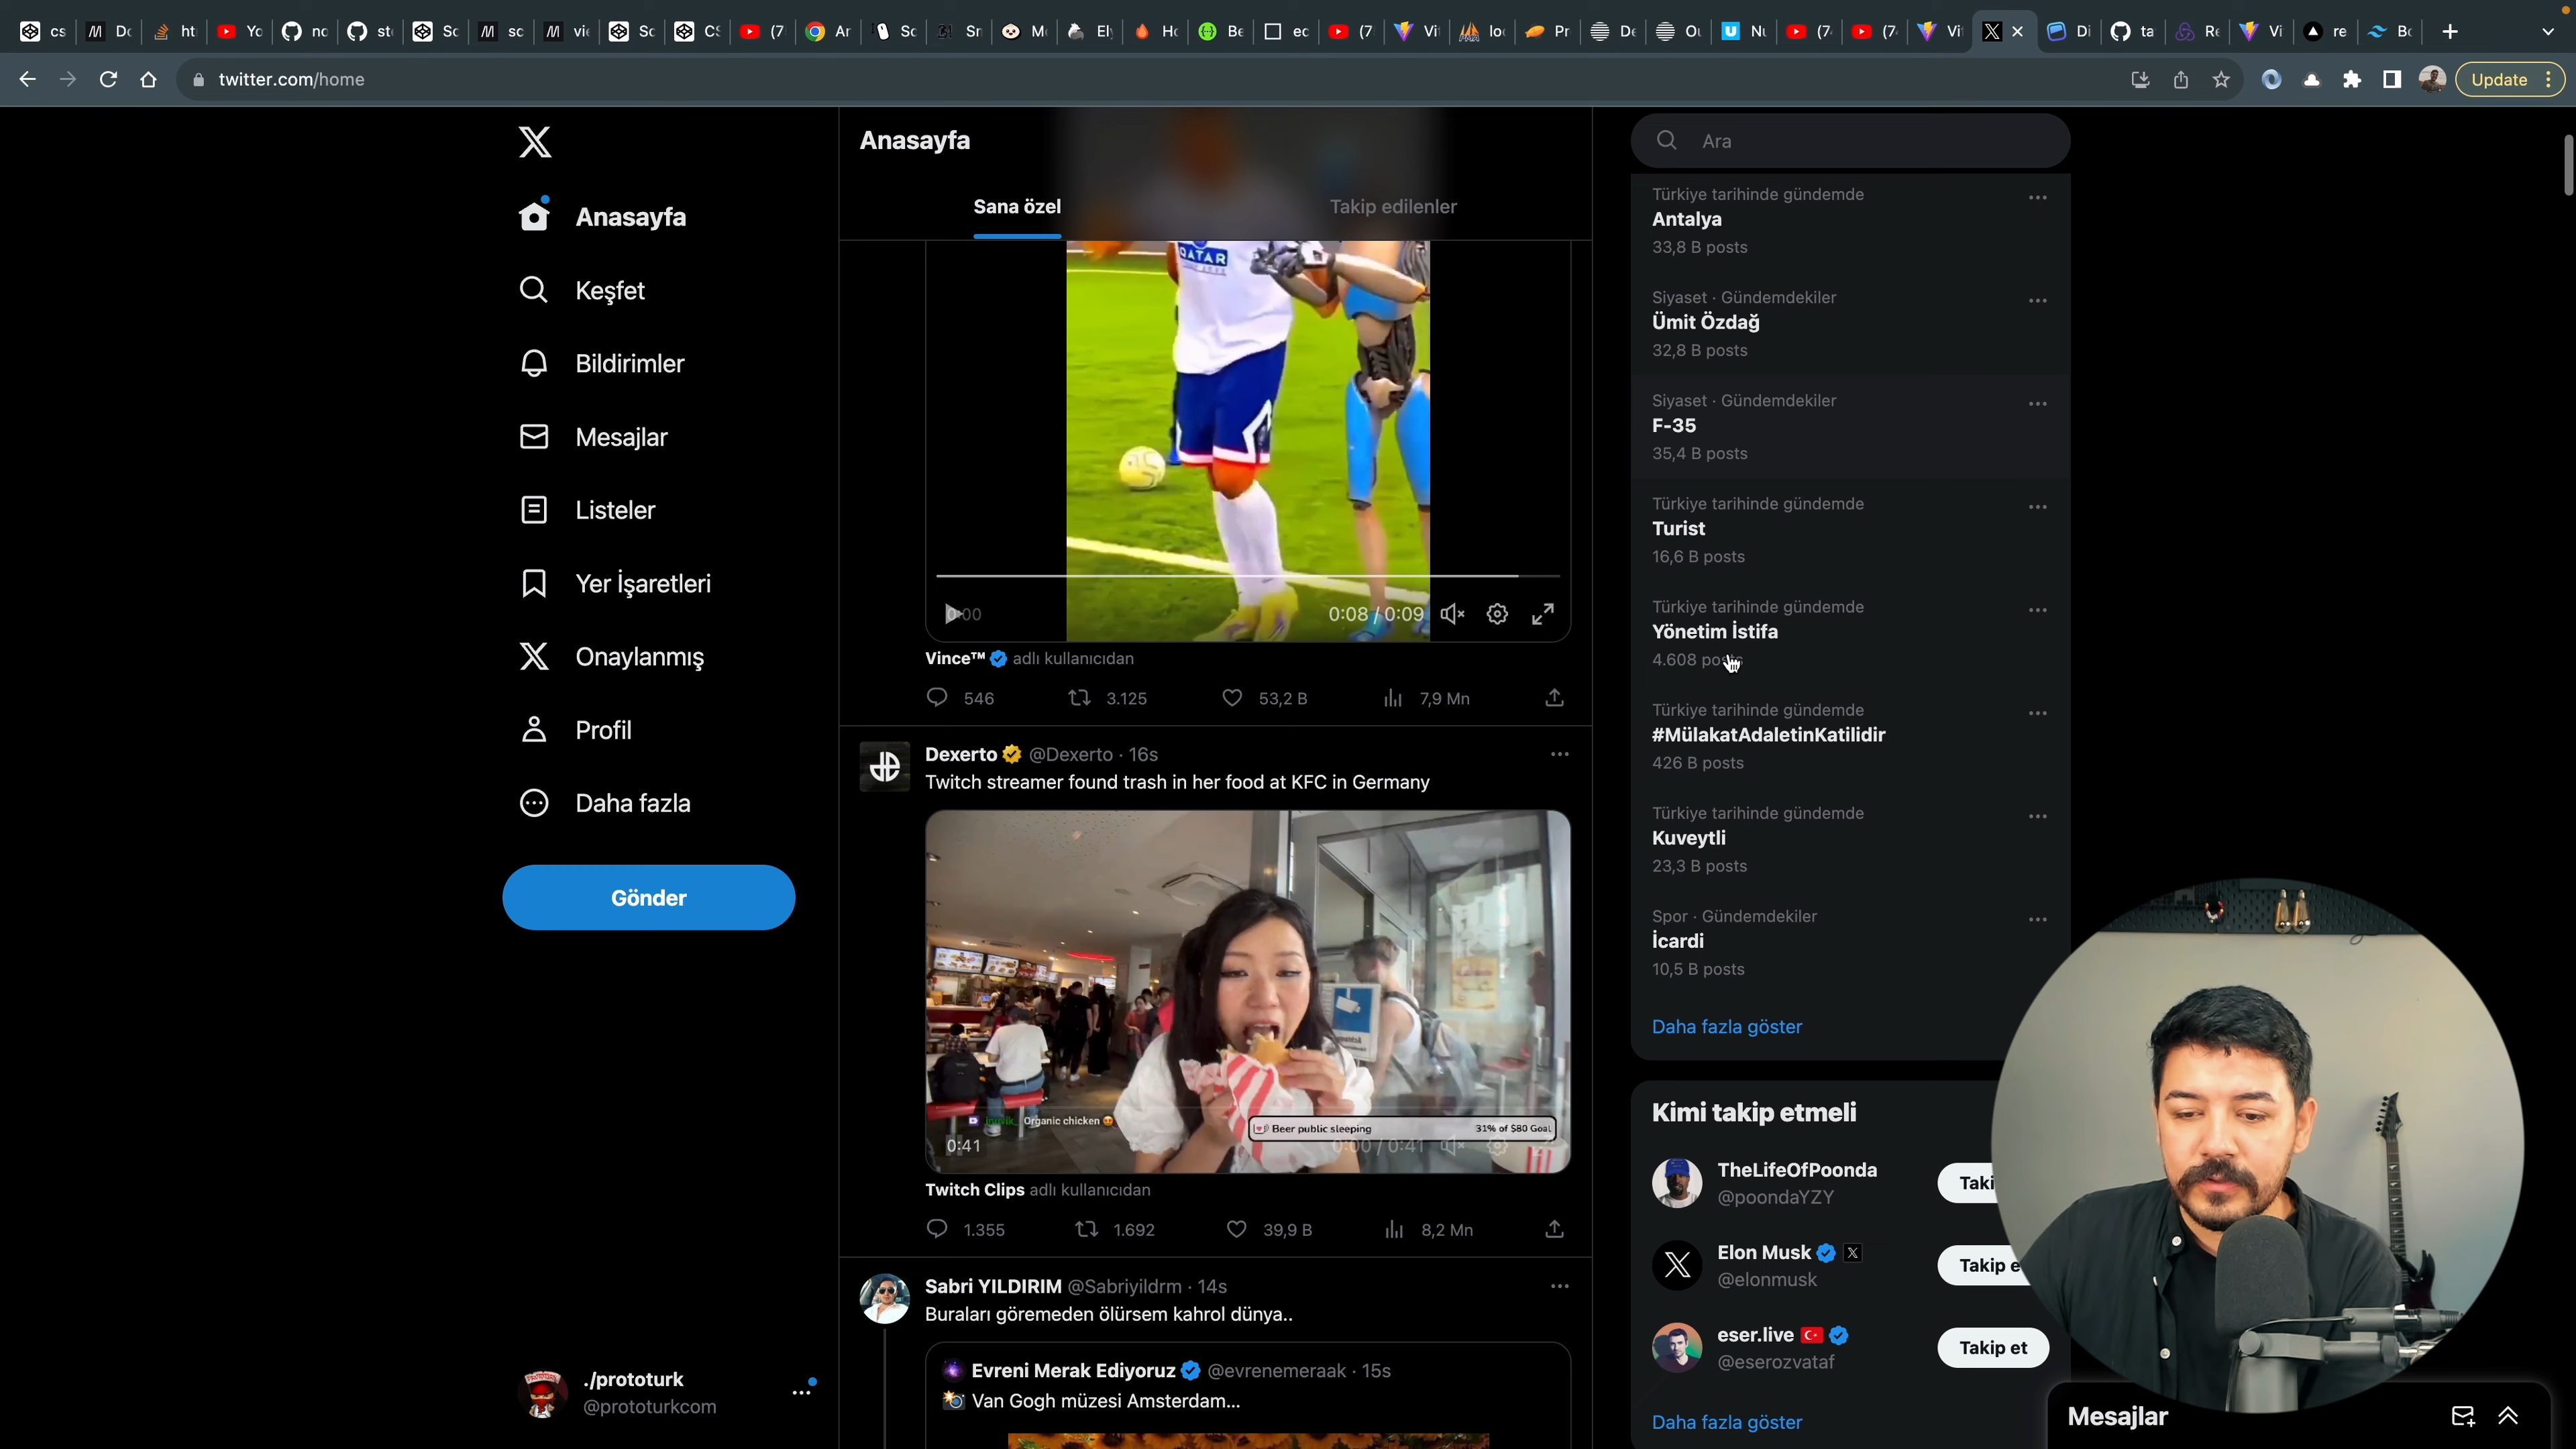 twitter.com/home
Update
Anasayfa
Keşfet
Bildirimler
Mesajlar
Listeler
Yer İşaretleri
Onaylanmış
Profil
Daha fazla
Gönder
./prototurk
@prototurkcom
Anasayfa
Sana özel
Takip edilenler
QATAR
0:00
0:08 / 0:09
Vince™ adlı kullanıcıdan
546
3.125
53,2 B
7,9 Mn
Dexerto @Dexerto · 16s
Twitch streamer found trash in her food at KFC in Germany
Organic chicken
Beer public sleeping
31% of $80 Goal
0:41
0:00 / 0:41
Twitch Clips adlı kullanıcıdan
1.355
1.692
39,9 B
8,2 Mn
Sabri YILDIRIM @Sabriyildrm · 14s
Buraları göremeden ölürsem kahrol dünya..
Evreni Merak Ediyoruz @evrenemeraak · 15s
Van Gogh müzesi Amsterdam...
Ara
Türkiye tarihinde gündemde
Antalya
33,8 B posts
Siyaset · Gündemdekiler
Ümit Özdağ
32,8 B posts
Siyaset · Gündemdekiler
F-35
35,4 B posts
Türkiye tarihinde gündemde
Turist
16,6 B posts
Türkiye tarihinde gündemde
Yönetim İstifa
4.608 posts
Türkiye tarihinde gündemde
#MülakatAdaletinKatilidir
426 B posts
Türkiye tarihinde gündemde
Kuveytli
23,3 B posts
Spor · Gündemdekiler
İcardi
10,5 B posts
Daha fazla göster
Kimi takip etmeli
TheLifeOfPoonda
@poondaYZY
Taki
Elon Musk
@elonmusk
Takip e
eser.live
@eserozvataf
Takip et
Daha fazla göster
Mesajlar